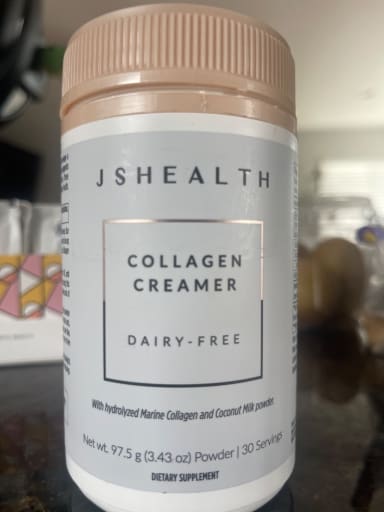 JSHEALTH
COLLAGEN
CREAMER
DAIRY-FREE
With hydrolyzed Marine Collagen and Coconut Milk powder.
Net wt. 97.5 g (3.43 oz) Powder | 30 Servings
DIETARY SUPPLEMENT